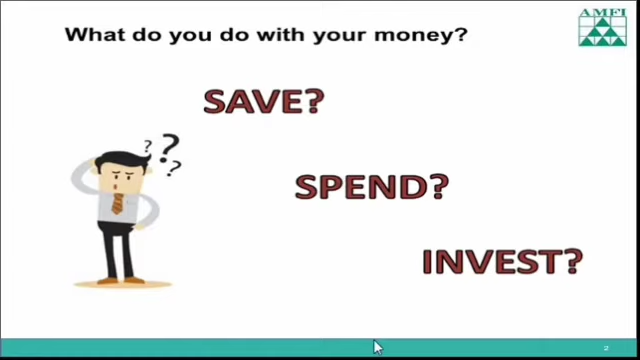 AMFI
What do you do with your money?
SAVE?
? ? ?
SPEND?
INVEST?
2